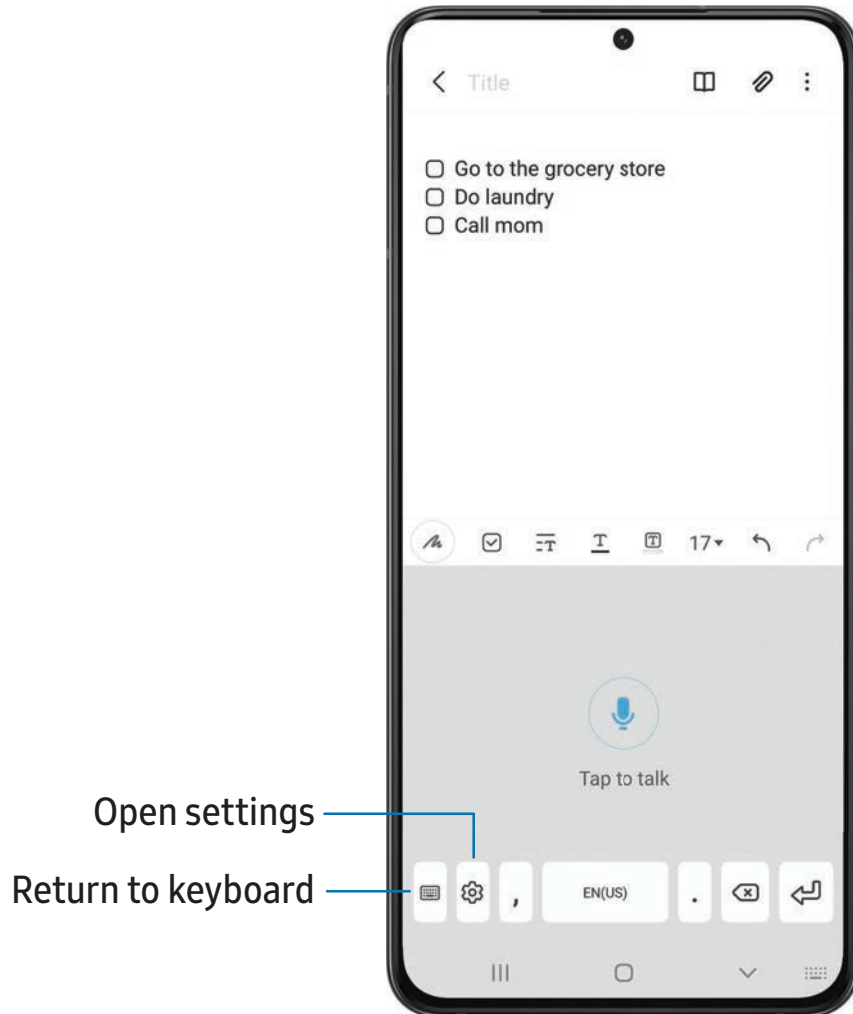 Title
Go to the grocery store
Do laundry
Call mom
17
Tap to talk
Open settings
Return to keyboard
, EN(US) .